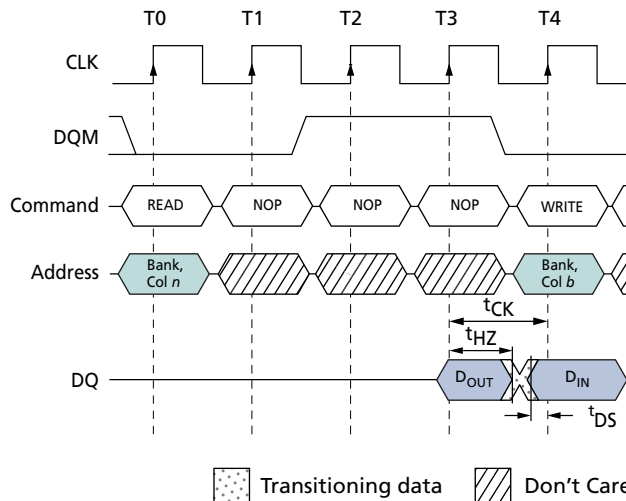 T0 T1 T2 T3 T4
CLK
DQM
Command READ NOP NOP NOP WRITE
Address Bank, Col n Bank, Col b
tCK
tHZ
DQ DOUT DIN
tDS
Transitioning data Don't Care